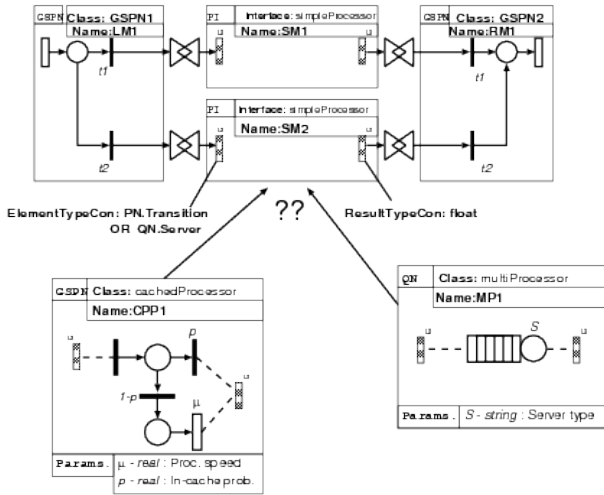 GSPN Class: GSPN1
Name:LM1
PI Interface: simpleProcessor
Name:SM1
GSPN Class: GSPN2
Name:RM1
u
u
t1
t1
PI Interface: simpleProcessor
Name:SM2
u
u
t2
t2
ElementTypeCon: PN.Transition
OR QN.Server
??
ResultTypeCon: float
GSPN Class: cachedProcessor
Name:CPP1
u
p
u
1-p
μ
Params. μ - real : Proc. speed
p - real : In-cache prob.
QN Class: multiProcessor
Name:MP1
u
S
u
Params. S - string : Server type